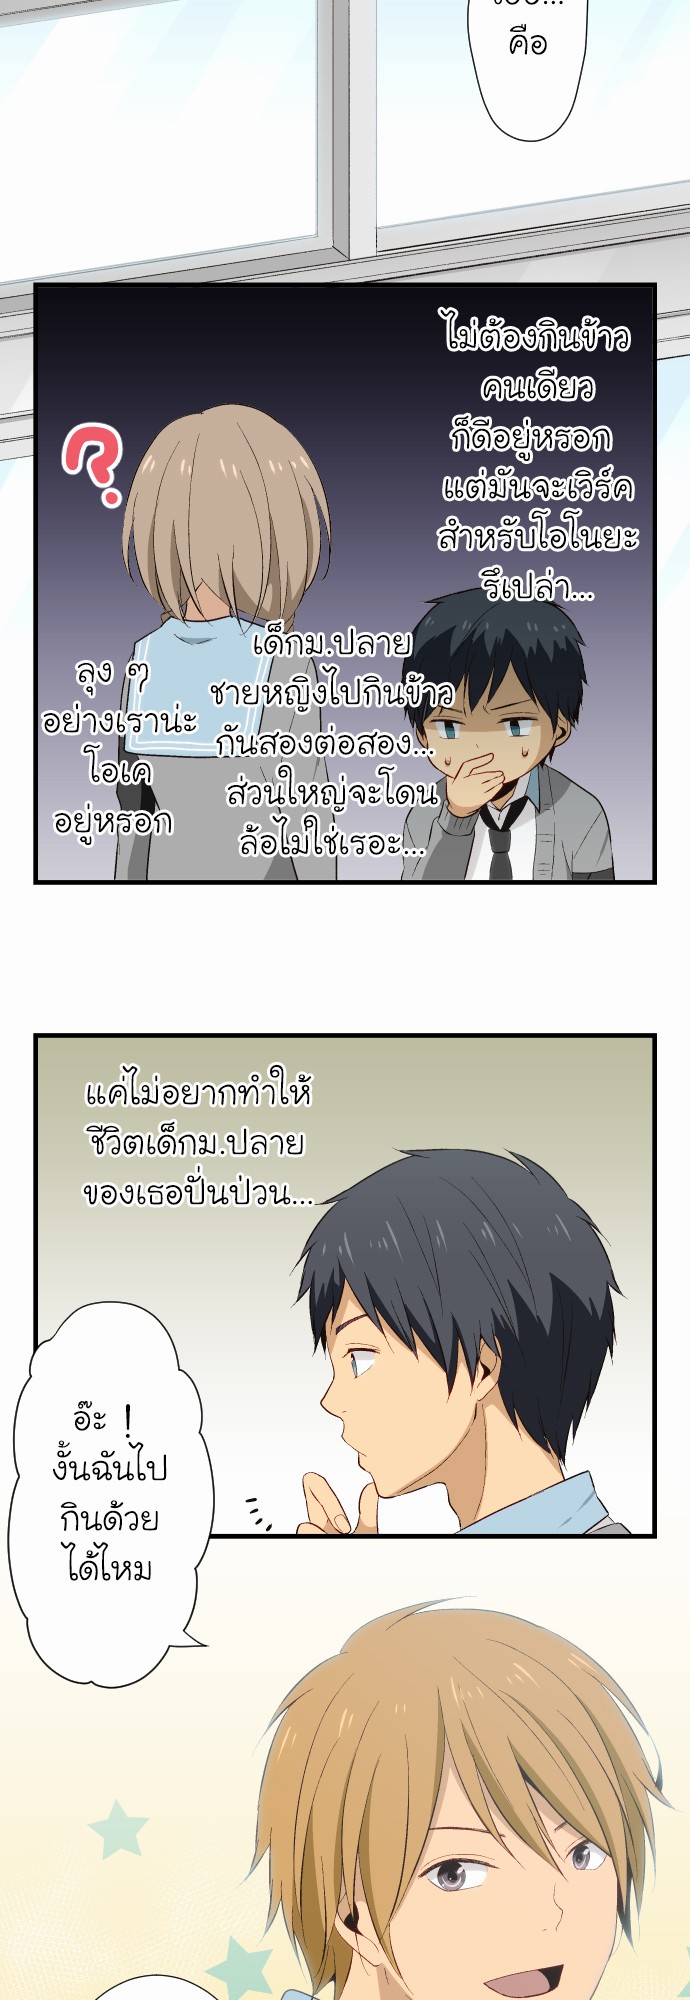 คือ
ไม่ต้องกินข้าว
คนเดียว
ก็ดีอยู่หรอก
แต่มันจะเวิร์ค
สำหรับโอโนยะ
รึเปล่า...
เด็กม.ปลาย
ชายหญิงไปกินข้าว
กันสองต่อสอง...
ส่วนใหญ่จะโดน
ล้อไม่ใช่เรอะ...
ลุง ๆ
อย่างเราน่ะ
โอเค
อยู่หรอก
?
แค่ไม่อยากทำให้
ชีวิตเด็กม.ปลาย
ของเธอปั่นป่วน...
อ๊ะ !
งั้นฉันไป
กินด้วย
ได้ไหม